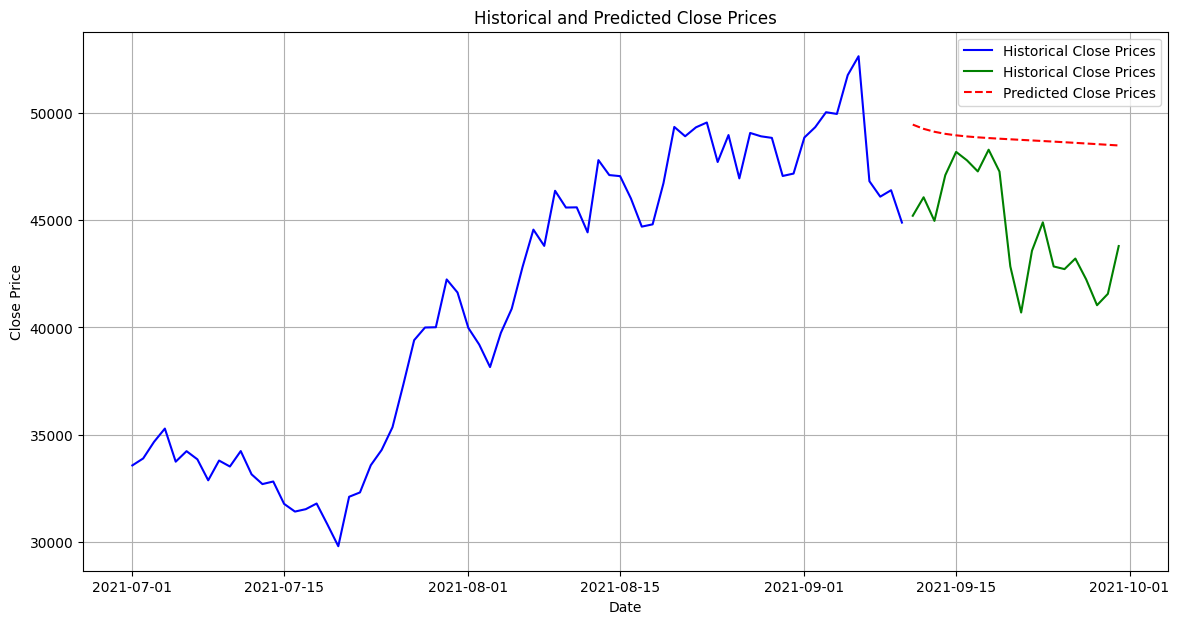 Historical and Predicted Close Prices
Historical Close Prices
Historical Close Prices
Predicted Close Prices
Close Price
50000
45000
40000
35000
30000
2021-07-01
2021-07-15
2021-08-01
2021-08-15
2021-09-01
2021-09-15
2021-10-01
Date